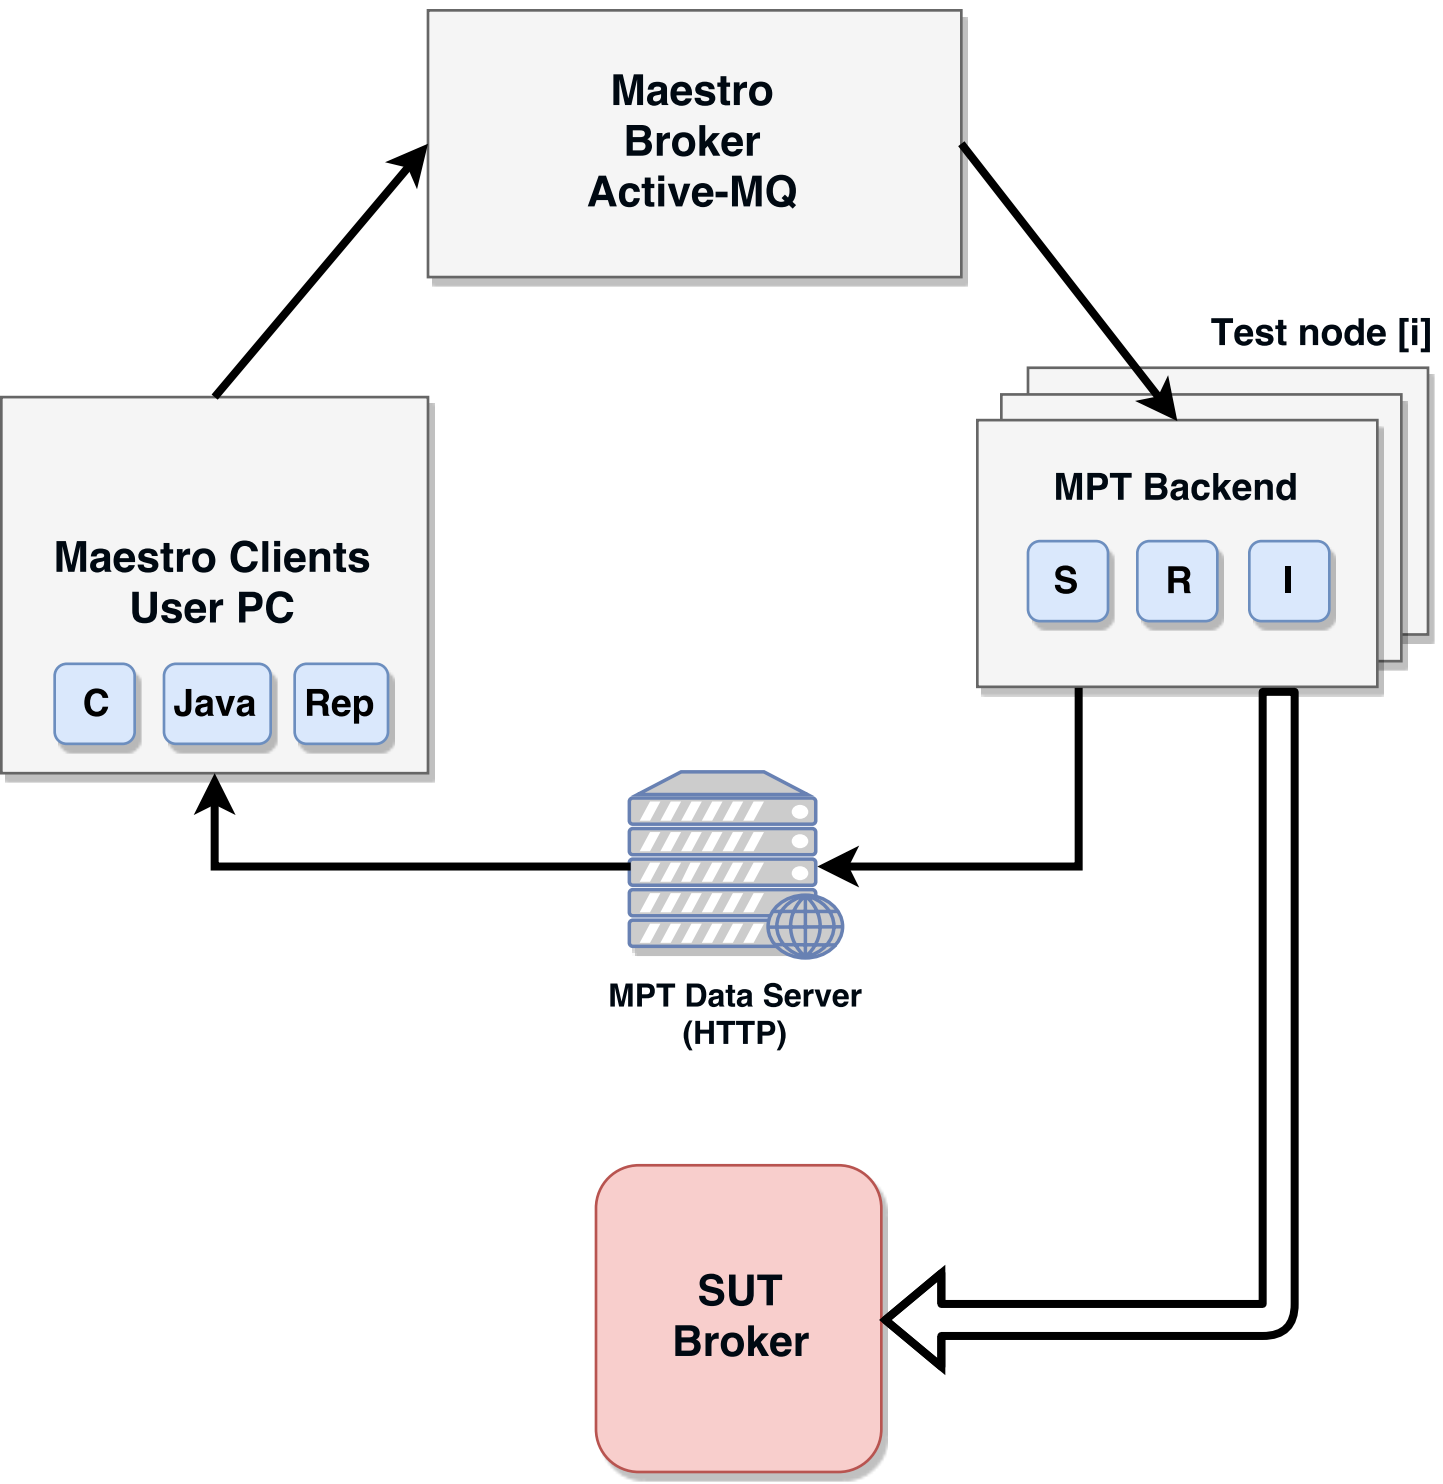 Maestro
Broker
Active-MQ
Test node [i]
MPT Backend
S R I
Maestro Clients
User PC
C Java Rep
MPT Data Server
(HTTP)
SUT
Broker